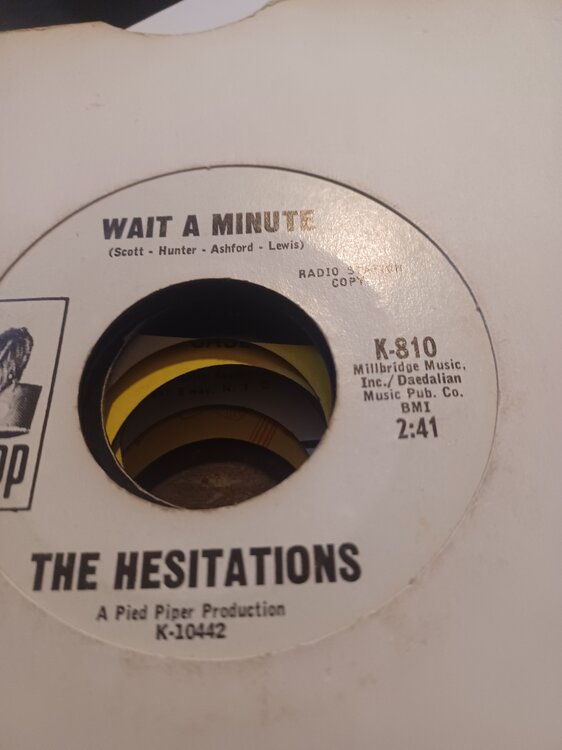 WAIT A MINUTE
(Scott - Hunter - Ashford - Lewis)
RADIO STATION
COPY
K-810
Millbridge Music,
Inc./ Daedalian
Music Pub. Co.
BMI
2:41
THE HESITATIONS
A Pied Piper Production
K-10442